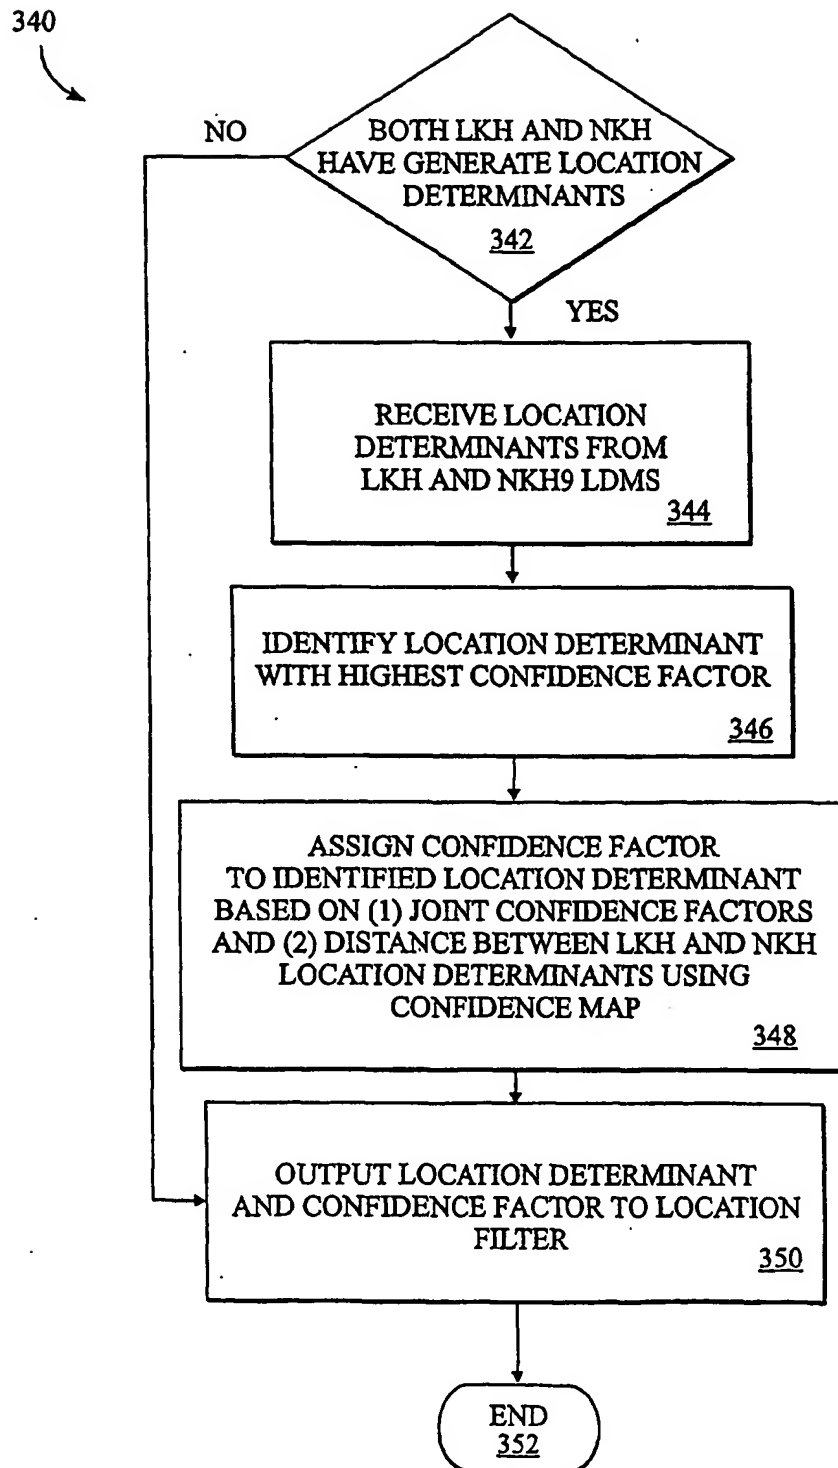 340
NO
BOTH LKH AND NKH
HAVE GENERATE LOCATION
DETERMINANTS
342
YES
RECEIVE LOCATION
DETERMINANTS FROM
LKH AND NKH9 LDMS
344
IDENTIFY LOCATION DETERMINANT
WITH HIGHEST CONFIDENCE FACTOR
346
ASSIGN CONFIDENCE FACTOR
TO IDENTIFIED LOCATION DETERMINANT
BASED ON (1) JOINT CONFIDENCE FACTORS
AND (2) DISTANCE BETWEEN LKH AND NKH
LOCATION DETERMINANTS USING
CONFIDENCE MAP
348
OUTPUT LOCATION DETERMINANT
AND CONFIDENCE FACTOR TO LOCATION
FILTER
350
END
352